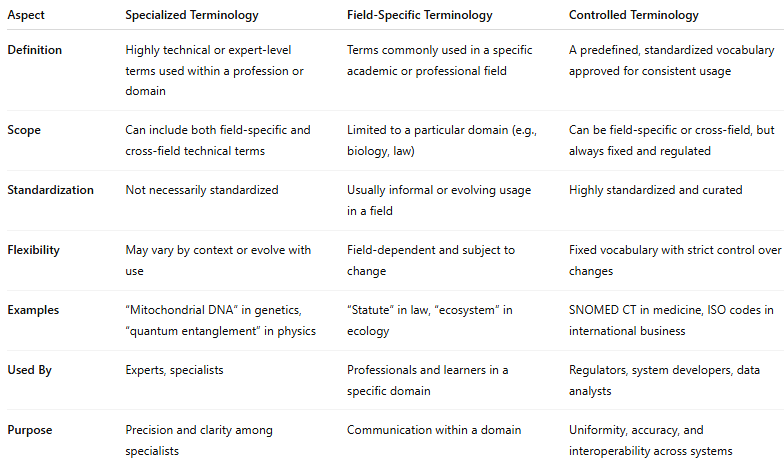 Aspect Specialized Terminology Field-Specific Terminology Controlled Terminology
Definition Highly technical or expert-level Terms commonly used in a specific A predefined, standardized vocabulary
terms used within a profession or academic or professional field approved for consistent usage
domain
Scope Can include both field-specific and Limited to a particular domain (e.g., Can be field-specific or cross-field, but
cross-field technical terms biology, law) always fixed and regulated
Standardization Not necessarily standardized Usually informal or evolving usage Highly standardized and curated
in a field
Flexibility May vary by context or evolve with Field-dependent and subject to Fixed vocabulary with strict control over
use change changes
Examples “Mitochondrial DNA” in genetics, “Statute” in law, “ecosystem” in SNOMED CT in medicine, ISO codes in
“quantum entanglement” in physics ecology international business
Used By Experts, specialists Professionals and learners in a Regulators, system developers, data
specific domain analysts
Purpose Precision and clarity among Communication within a domain Uniformity, accuracy, and
specialists interoperability across systems